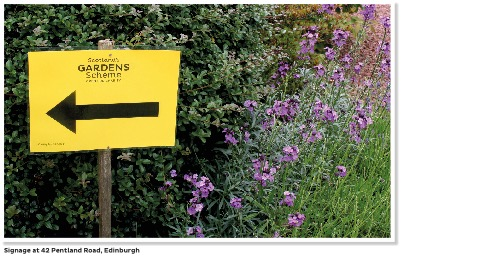 Scotland's
GARDENS
Scheme
Signage at 42 Pentland Road, Edinburgh